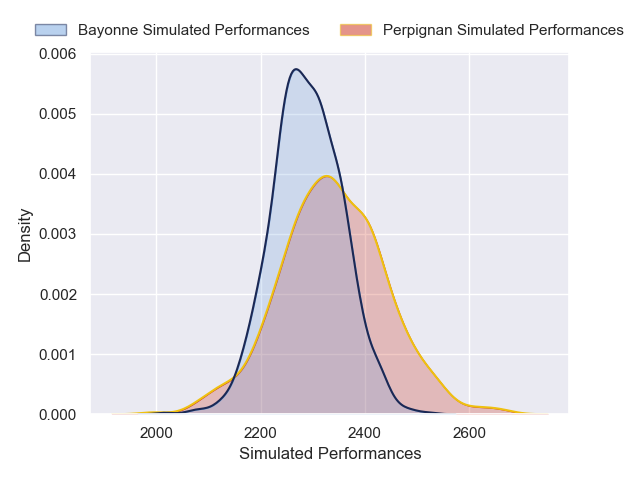 Bayonne Simulated Performances Perpignan Simulated Performances
0.006
0.005
0.004
0.003
0.002
0.001
0.000
Density
2000 2200 2400 2600
Simulated Performances